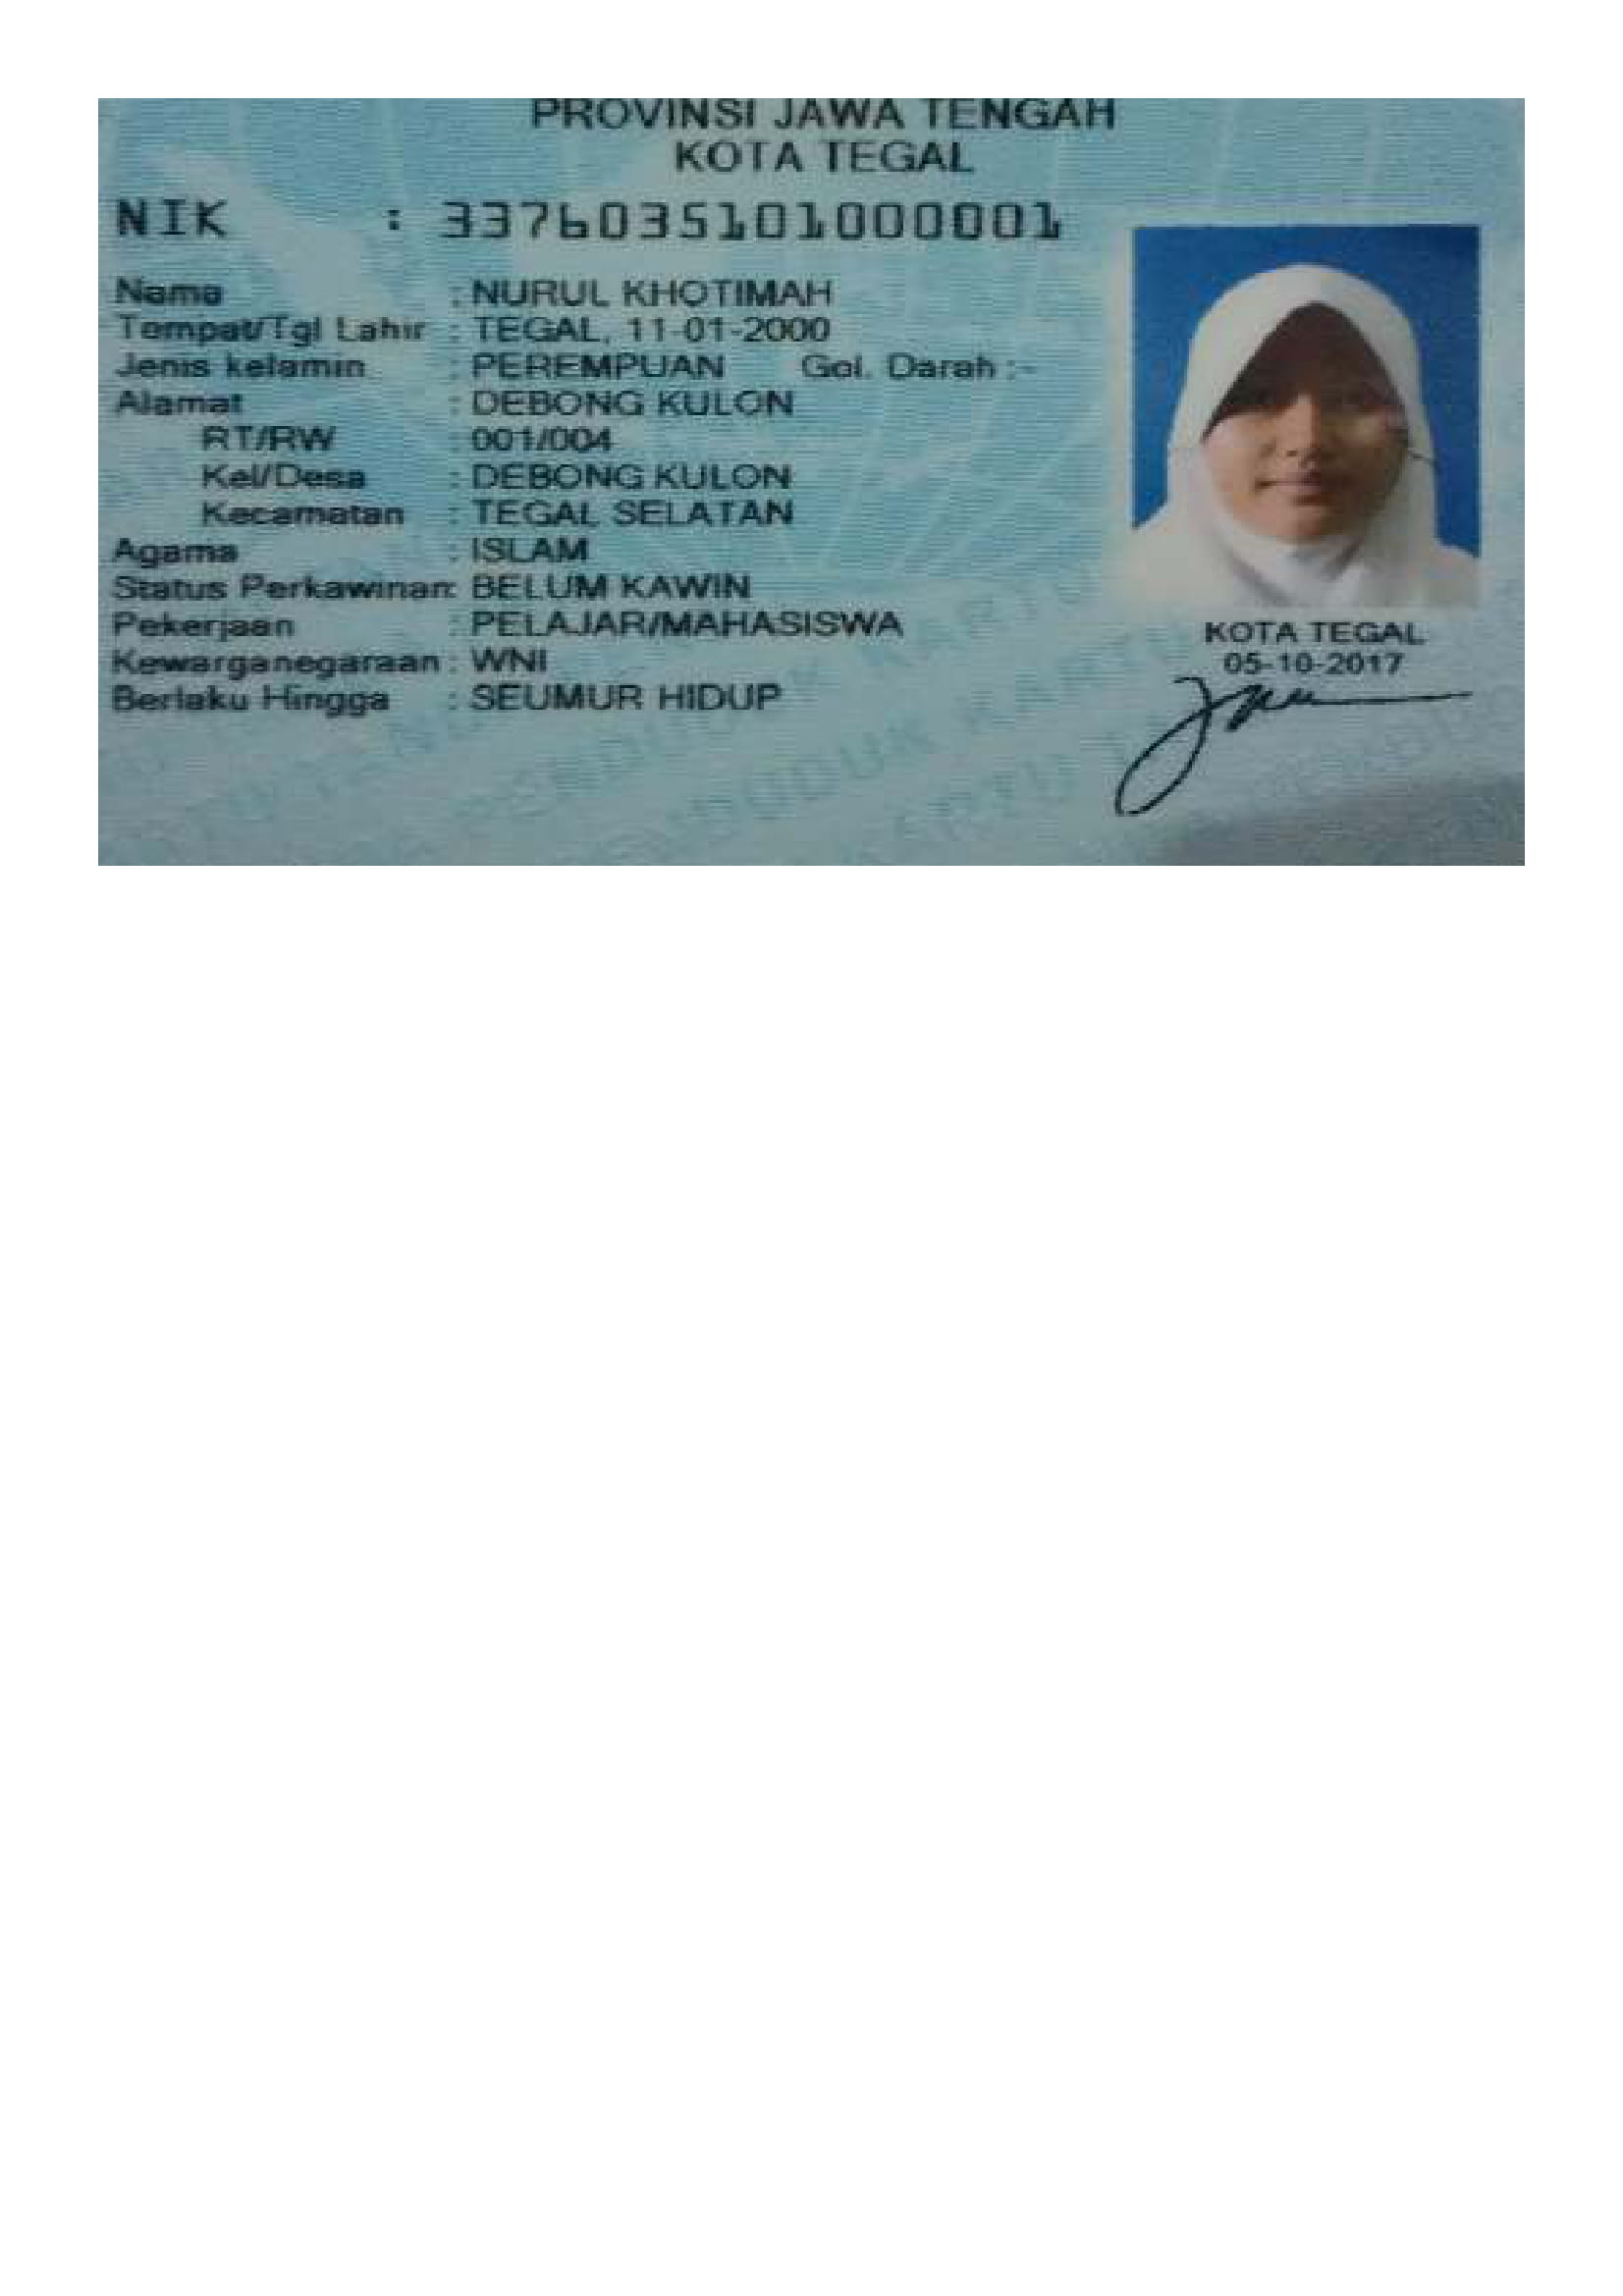 PROVINSI JAWA TENGAH
KOTA TEGAL
NIK : 3376035101000001
Nama : NURUL KHOTIMAH
Tempat/Tgl Lahir : TEGAL, 11-01-2000
Jenis kelamin : PEREMPUAN Gol. Darah :-
Alamat : DEBONG KULON
RT/RW : 001/004
Kel/Desa : DEBONG KULON
Kecamatan : TEGAL SELATAN
Agama : ISLAM
Status Perkawinan: BELUM KAWIN
Pekerjaan : PELAJAR/MAHASISWA
Kewarganegaraan : WNI
Berlaku Hingga : SEUMUR HIDUP
KOTA TEGAL
05-10-2017